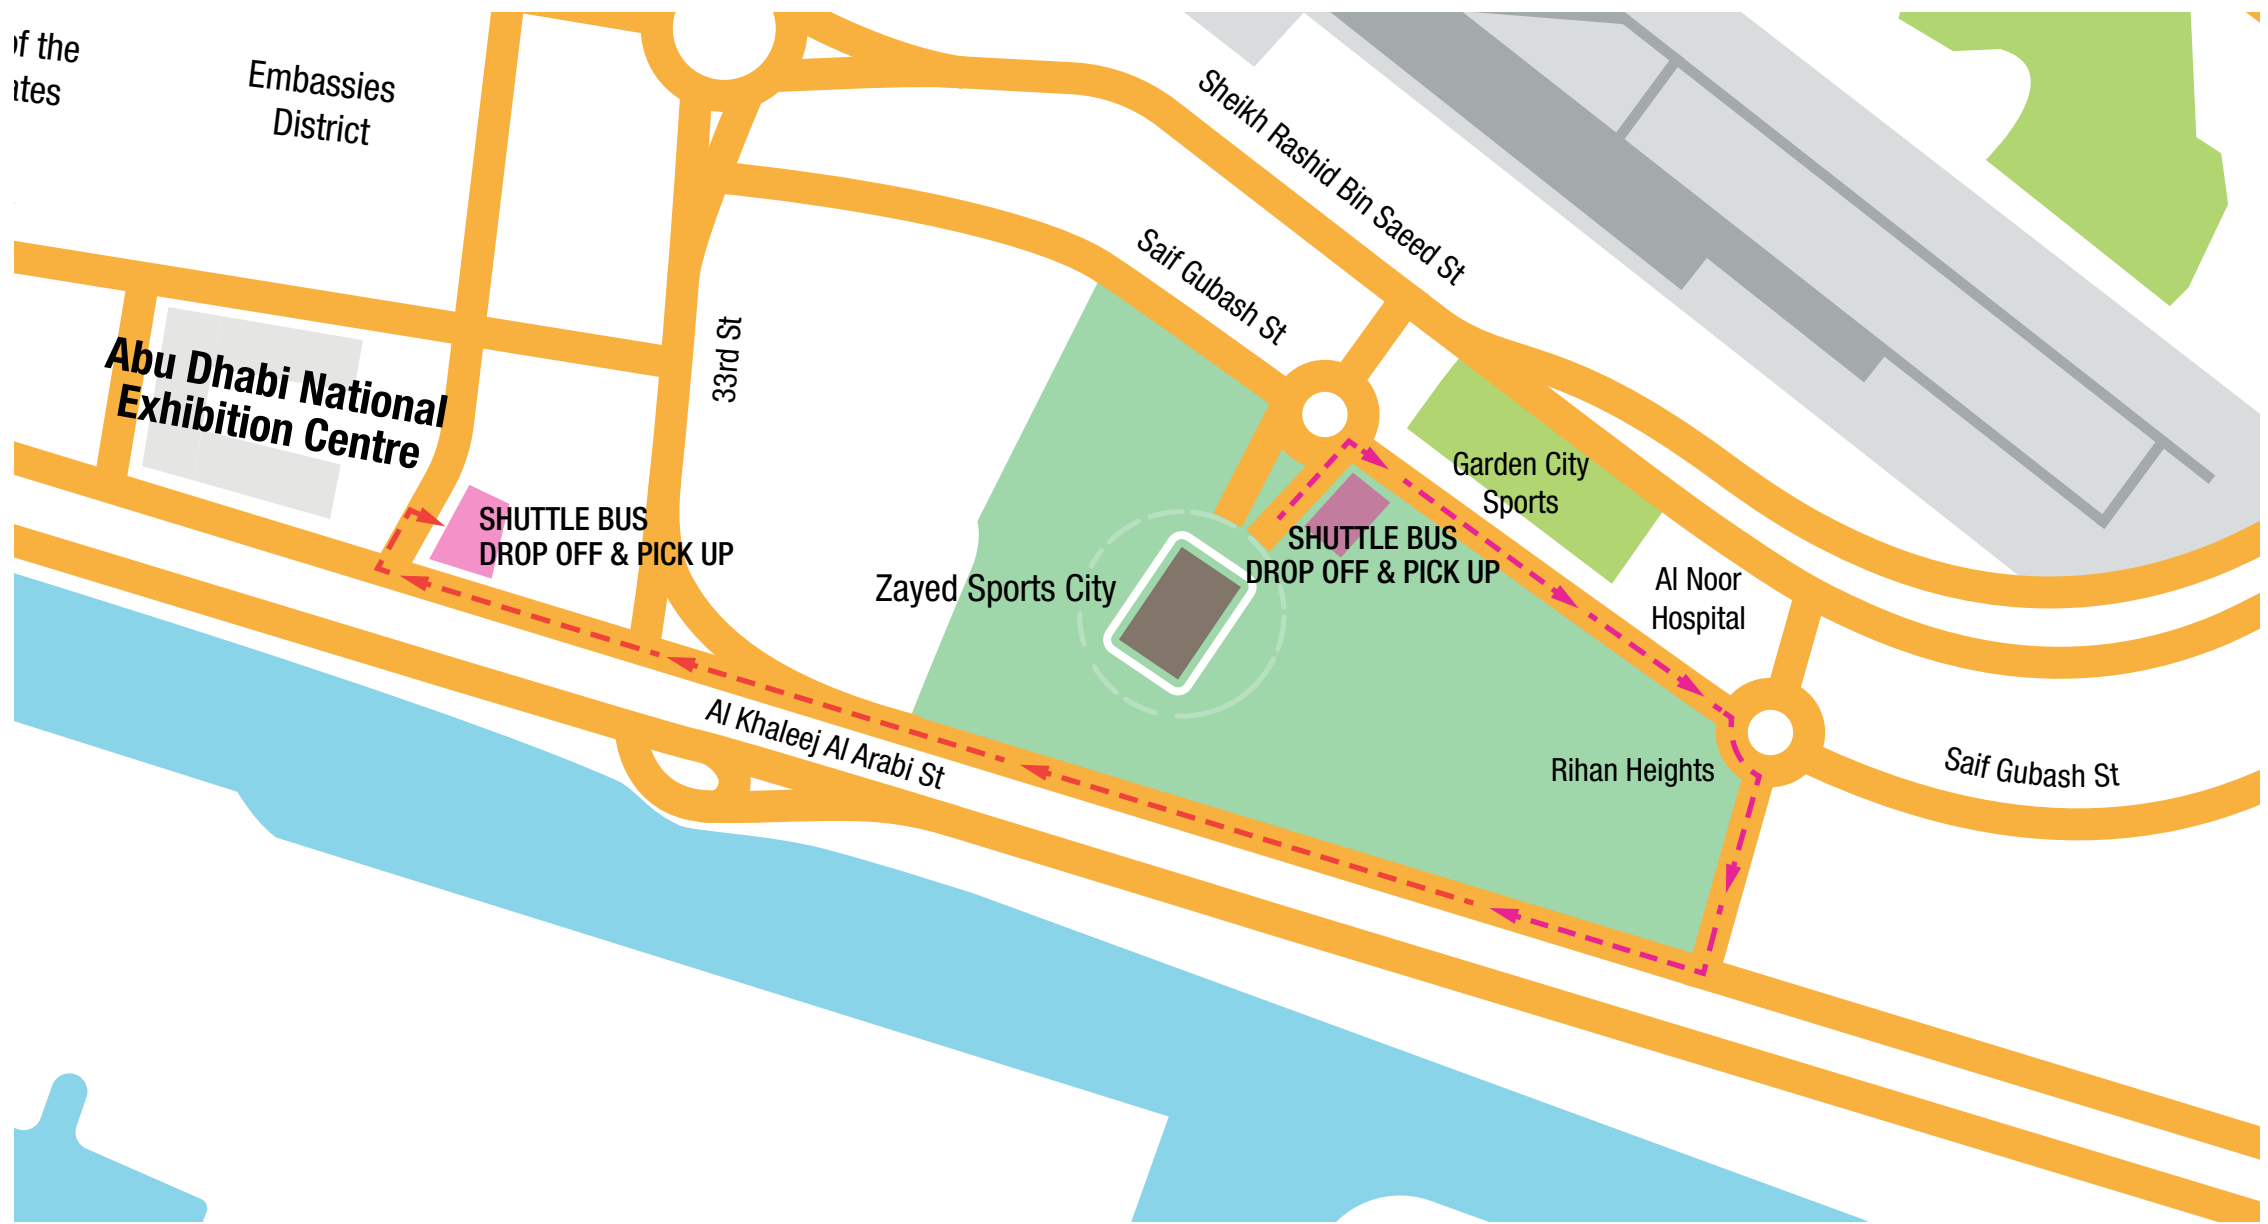 of the
ates
Embassies
District
Sheikh Rashid Bin Saeed St
Saif Gubash St
33rd St
Abu Dhabi National
Exhibition Centre
Garden City
Sports
SHUTTLE BUS
DROP OFF & PICK UP
SHUTTLE BUS
DROP OFF & PICK UP
Zayed Sports City
Al Noor
Hospital
Al Khaleej Al Arabi St
Rihan Heights
Saif Gubash St